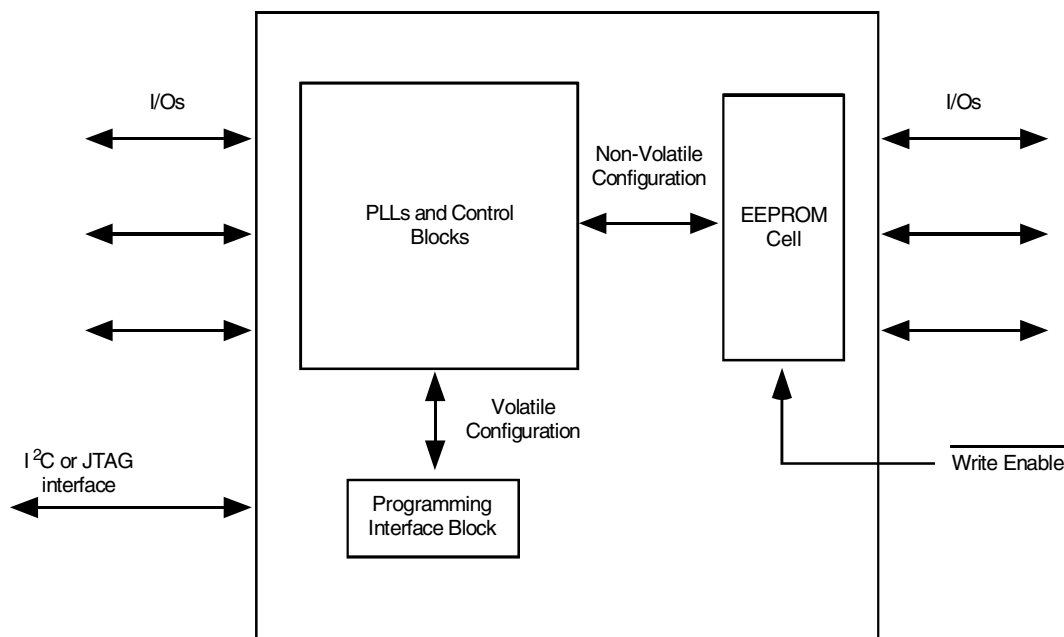 I/Os
I/Os
Non-Volatile
Configuration
PLLs and Control
Blocks
EEPROM
Cell
Volatile
Configuration
I²C or JTAG
interface
Write Enable
Programming
Interface Block